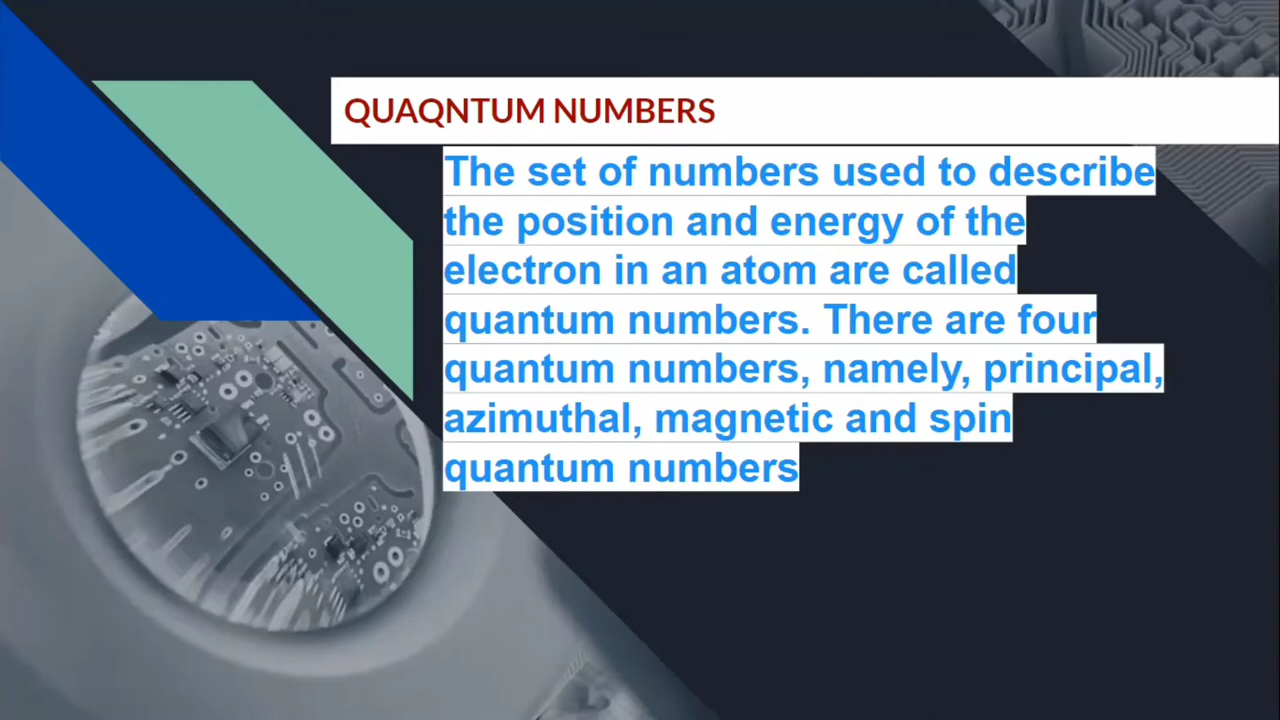 QUAQNTUM NUMBERS
The set of numbers used to describe
the position and energy of the
electron in an atom are called
quantum numbers. There are four
quantum numbers, namely, principal,
azimuthal, magnetic and spin
quantum numbers